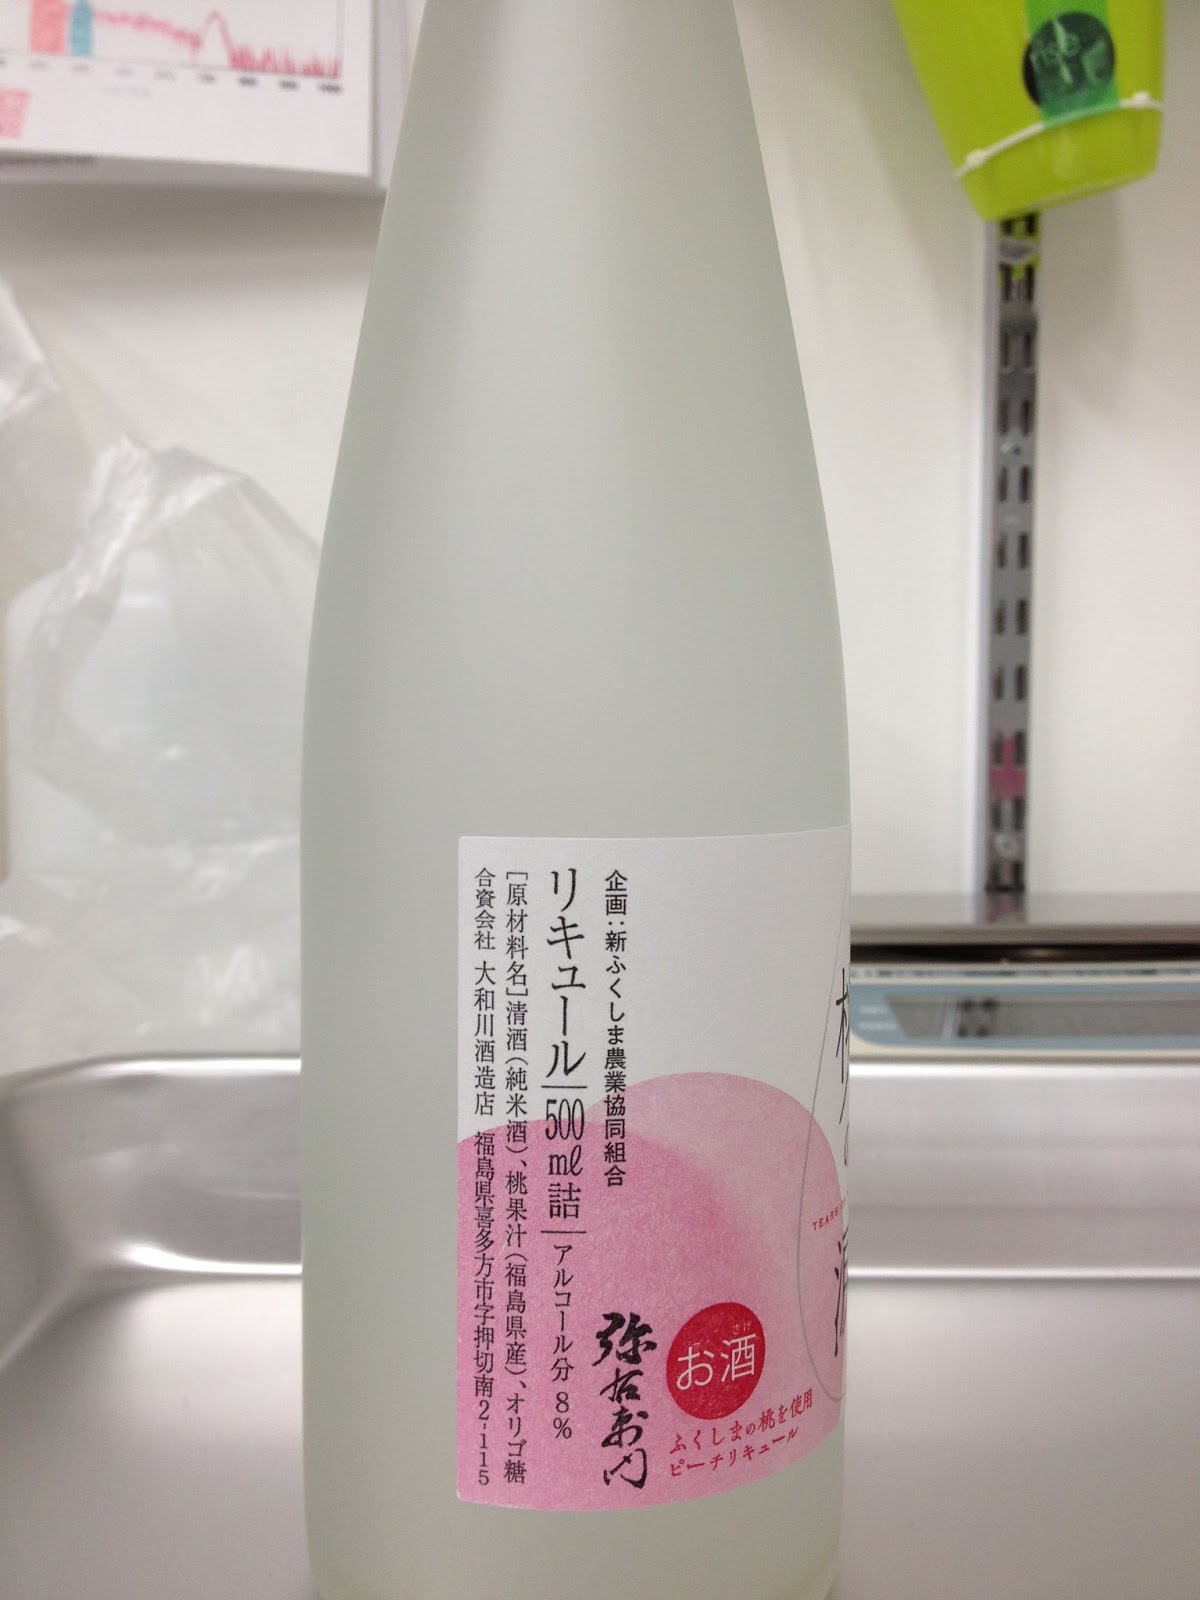 企画:新ふくしま農業協同組合
リキュール 500ml詰 アルコール分 8%
[原材料名]清酒(純米酒)、桃果汁(福島県産)、オリゴ糖
合資会社 大和川酒造店 福島県喜多方市字押切南2-115
弥右衛門
さけ
お酒
ふくしまの桃を使用
ピーチリキュール
の
TEARS
rise